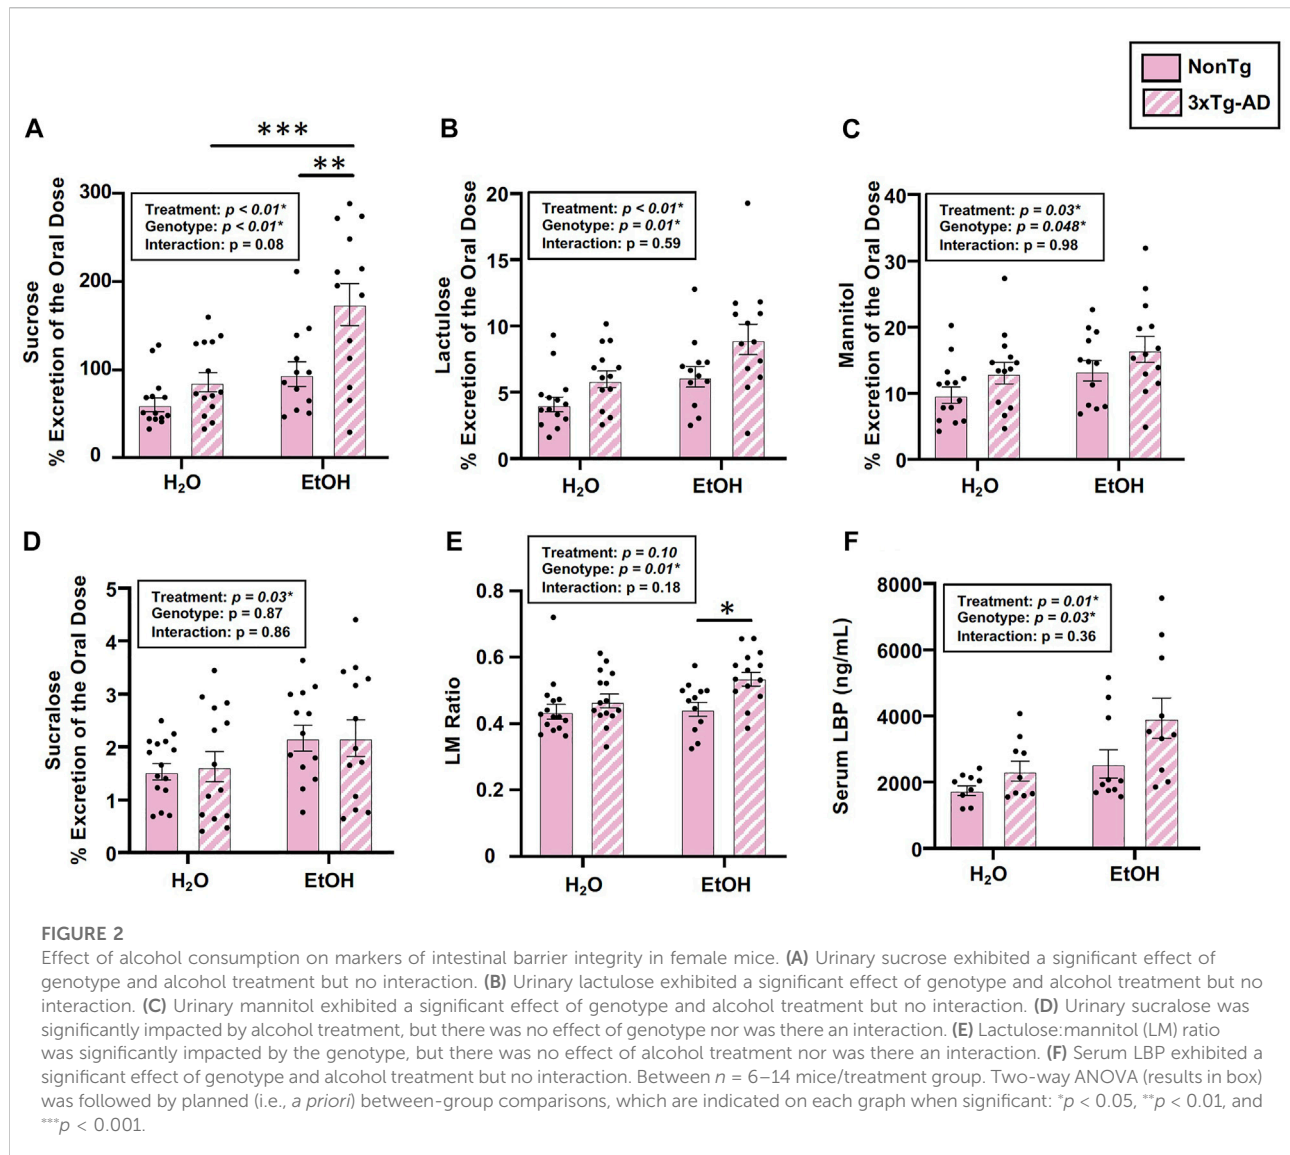 NonTg
3xTg-AD
A
***
**
Sucrose
% Excretion of the Oral Dose
300
200
100
0
Treatment: p < 0.01*
Genotype: p < 0.01*
Interaction: p = 0.08
H2O
EtOH
B
Lactulose
% Excretion of the Oral Dose
20
15
10
5
0
Treatment: p < 0.01*
Genotype: p = 0.01*
Interaction: p = 0.59
H2O
EtOH
C
Mannitol
% Excretion of the Oral Dose
40
30
20
10
0
Treatment: p = 0.03*
Genotype: p = 0.048*
Interaction: p = 0.98
H2O
EtOH
D
Sucralose
% Excretion of the Oral Dose
5
4
3
2
1
0
Treatment: p = 0.03*
Genotype: p = 0.87
Interaction: p = 0.86
H2O
EtOH
E
LM Ratio
0.8
0.6
0.4
0.2
0
Treatment: p = 0.10
Genotype: p = 0.01*
Interaction: p = 0.18
*
H2O
EtOH
F
Serum LBP (ng/mL)
8000
6000
4000
2000
0
Treatment: p = 0.01*
Genotype: p = 0.03*
Interaction: p = 0.36
H2O
EtOH
FIGURE 2
Effect of alcohol consumption on markers of intestinal barrier integrity in female mice. (A) Urinary sucrose exhibited a significant effect of
genotype and alcohol treatment but no interaction. (B) Urinary lactulose exhibited a significant effect of genotype and alcohol treatment but no
interaction. (C) Urinary mannitol exhibited a significant effect of genotype and alcohol treatment but no interaction. (D) Urinary sucralose was
significantly impacted by alcohol treatment, but there was no effect of genotype nor was there an interaction. (E) Lactulose:mannitol (LM) ratio
was significantly impacted by the genotype, but there was no effect of alcohol treatment nor was there an interaction. (F) Serum LBP exhibited a
significant effect of genotype and alcohol treatment but no interaction. Between n = 6–14 mice/treatment group. Two-way ANOVA (results in box)
was followed by planned (i.e., a priori) between-group comparisons, which are indicated on each graph when significant: *p < 0.05, **p < 0.01, and
***p < 0.001.